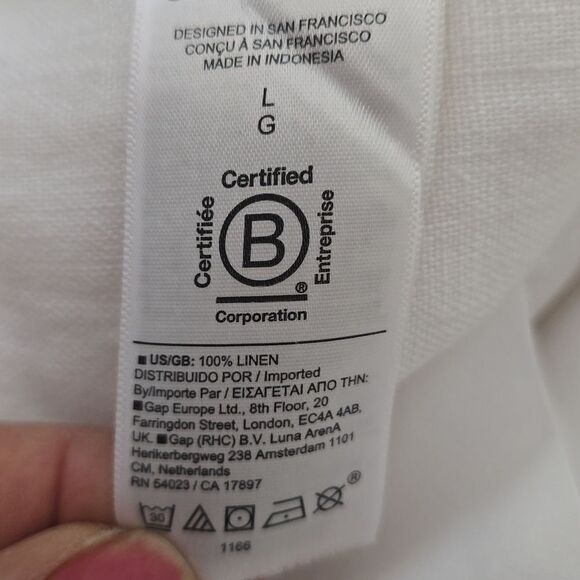 DESIGNED IN SAN FRANCISCO
CONÇU À SAN FRANCISCO
MADE IN INDONESIA
L
G
Certified
Certifiée
B
Entreprise
®
Corporation
■ US/GB: 100% LINEN
DISTRIBUIDO POR / Imported
By/Importe Par / ΕΙΣΑΓΕΤΑΙ ΑΠΟ ΤΗΝ:
■Gap Europe Ltd., 8th Floor, 20
Farringdon Street, London, EC4A 4AB,
UK. ■Gap (RHC) B.V. Luna ArenA
Herikerbergweg 238 Amsterdam 1101
CM, Netherlands
RN 54023 / CA 17897
30
®
1166